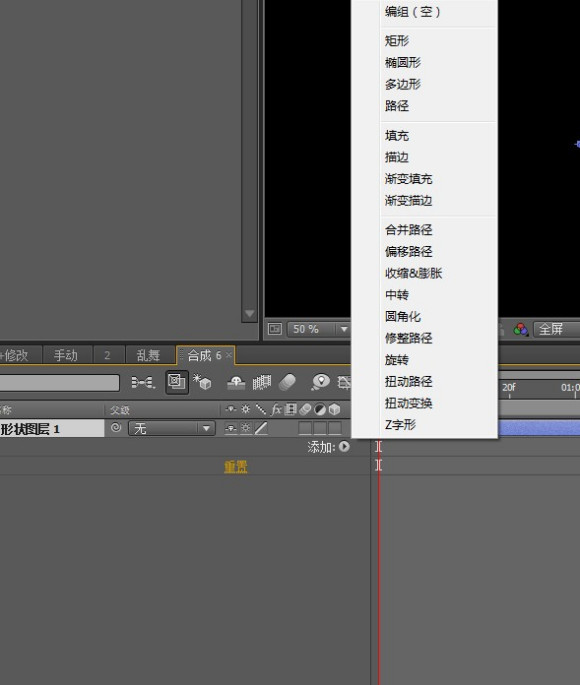 编组（空）
矩形
椭圆形
多边形
路径
填充
描边
渐变填充
渐变描边
合并路径
偏移路径
收缩&膨胀
中转
圆角化
修整路径
旋转
扭动路径
扭动变换
Z字形
50 %
全屏
修改 手动 2 乱舞 合成 6 ×
20f 01:0
称 父级
形状图层 1 无
添加:
重置